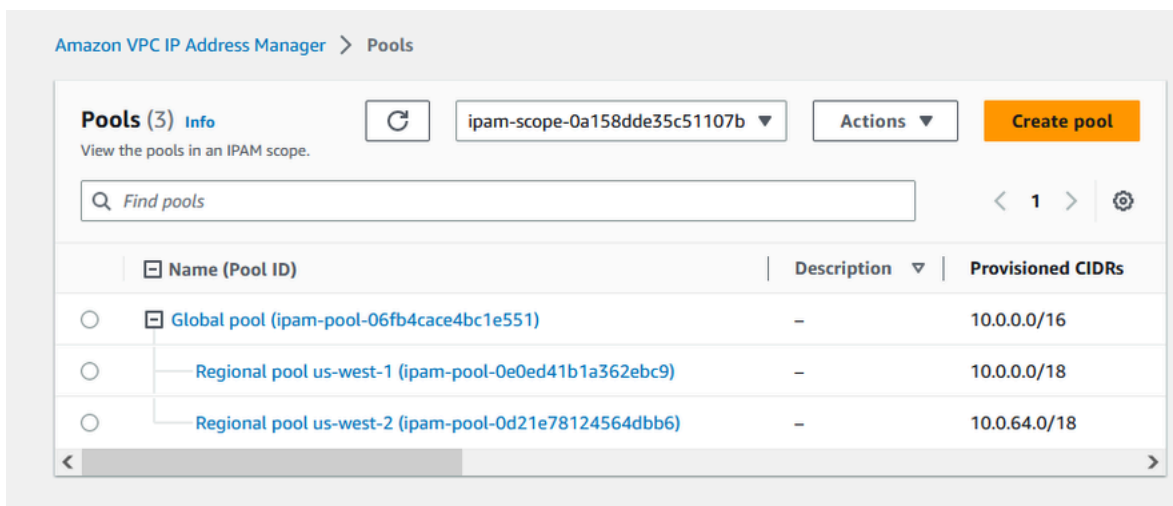 Amazon VPC IP Address Manager > Pools
Pools (3) Info
ipam-scope-0a158dde35c51107b
Actions
Create pool
View the pools in an IPAM scope.
Find pools
1
Name (Pool ID)
Description
Provisioned CIDRs
Global pool (ipam-pool-06fb4cace4bc1e551) – 10.0.0.0/16
Regional pool us-west-1 (ipam-pool-0e0ed41b1a362ebc9) – 10.0.0.0/18
Regional pool us-west-2 (ipam-pool-0d21e78124564dbb6) – 10.0.64.0/18